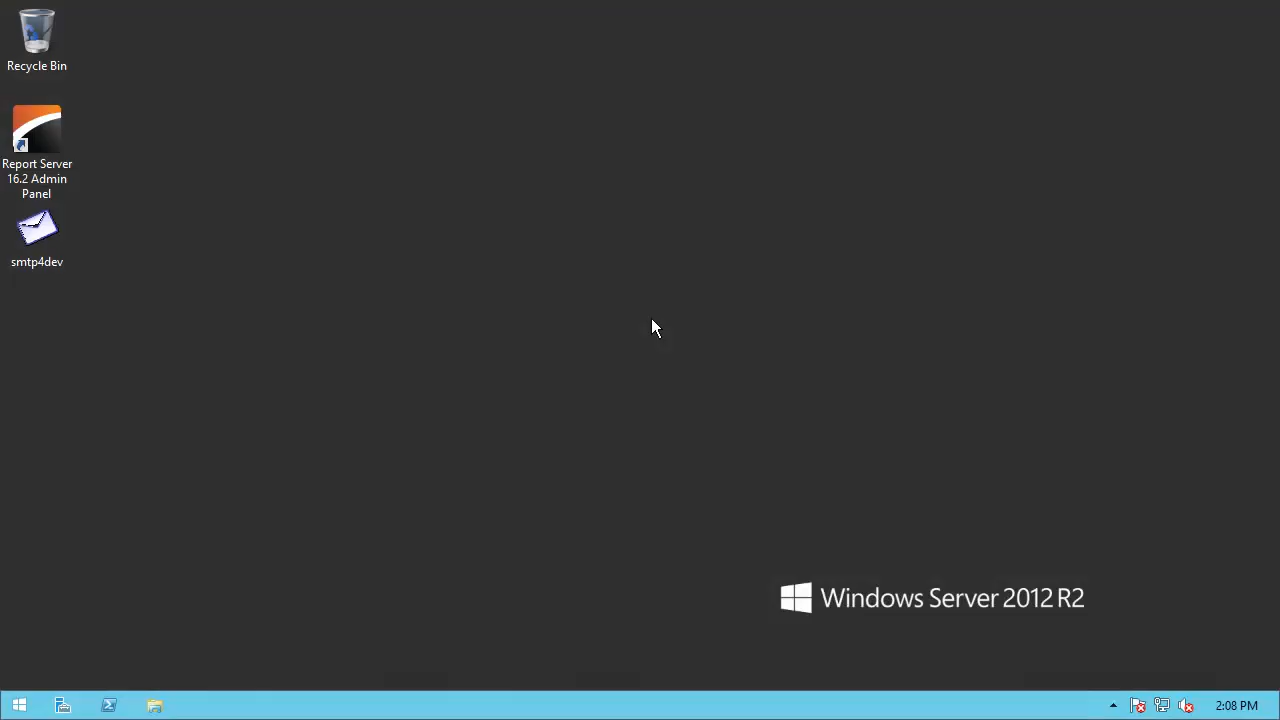 Recycle Bin
Report Server
16.2 Admin
Panel
smtp4dev
Windows Server 2012 R2
2:08 PM